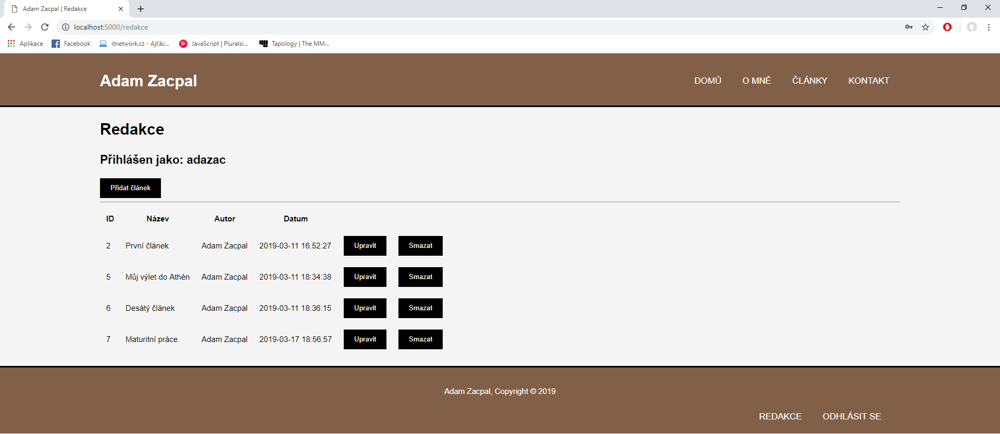 Adam Zacpal | Redakce
localhost:5000/redakce
Aplikace Facebook itnetwork.cz - Ajťác... JavaScript | Pluralsi... Tapology | The MM...
Adam Zacpal DOMŮ O MNĚ ČLÁNKY KONTAKT
Redakce
Přihlášen jako: adazac
Přidat článek
ID Název Autor Datum
2 První článek Adam Zacpal 2019-03-11 16:52:27 Upravit Smazat
5 Můj výlet do Athén Adam Zacpal 2019-03-11 18:34:38 Upravit Smazat
6 Desátý článek Adam Zacpal 2019-03-11 18:36:15 Upravit Smazat
7 Maturitní práce Adam Zacpal 2019-03-17 18:56:57 Upravit Smazat
Adam Zacpal, Copyright © 2019
REDAKCE ODHLÁSIT SE